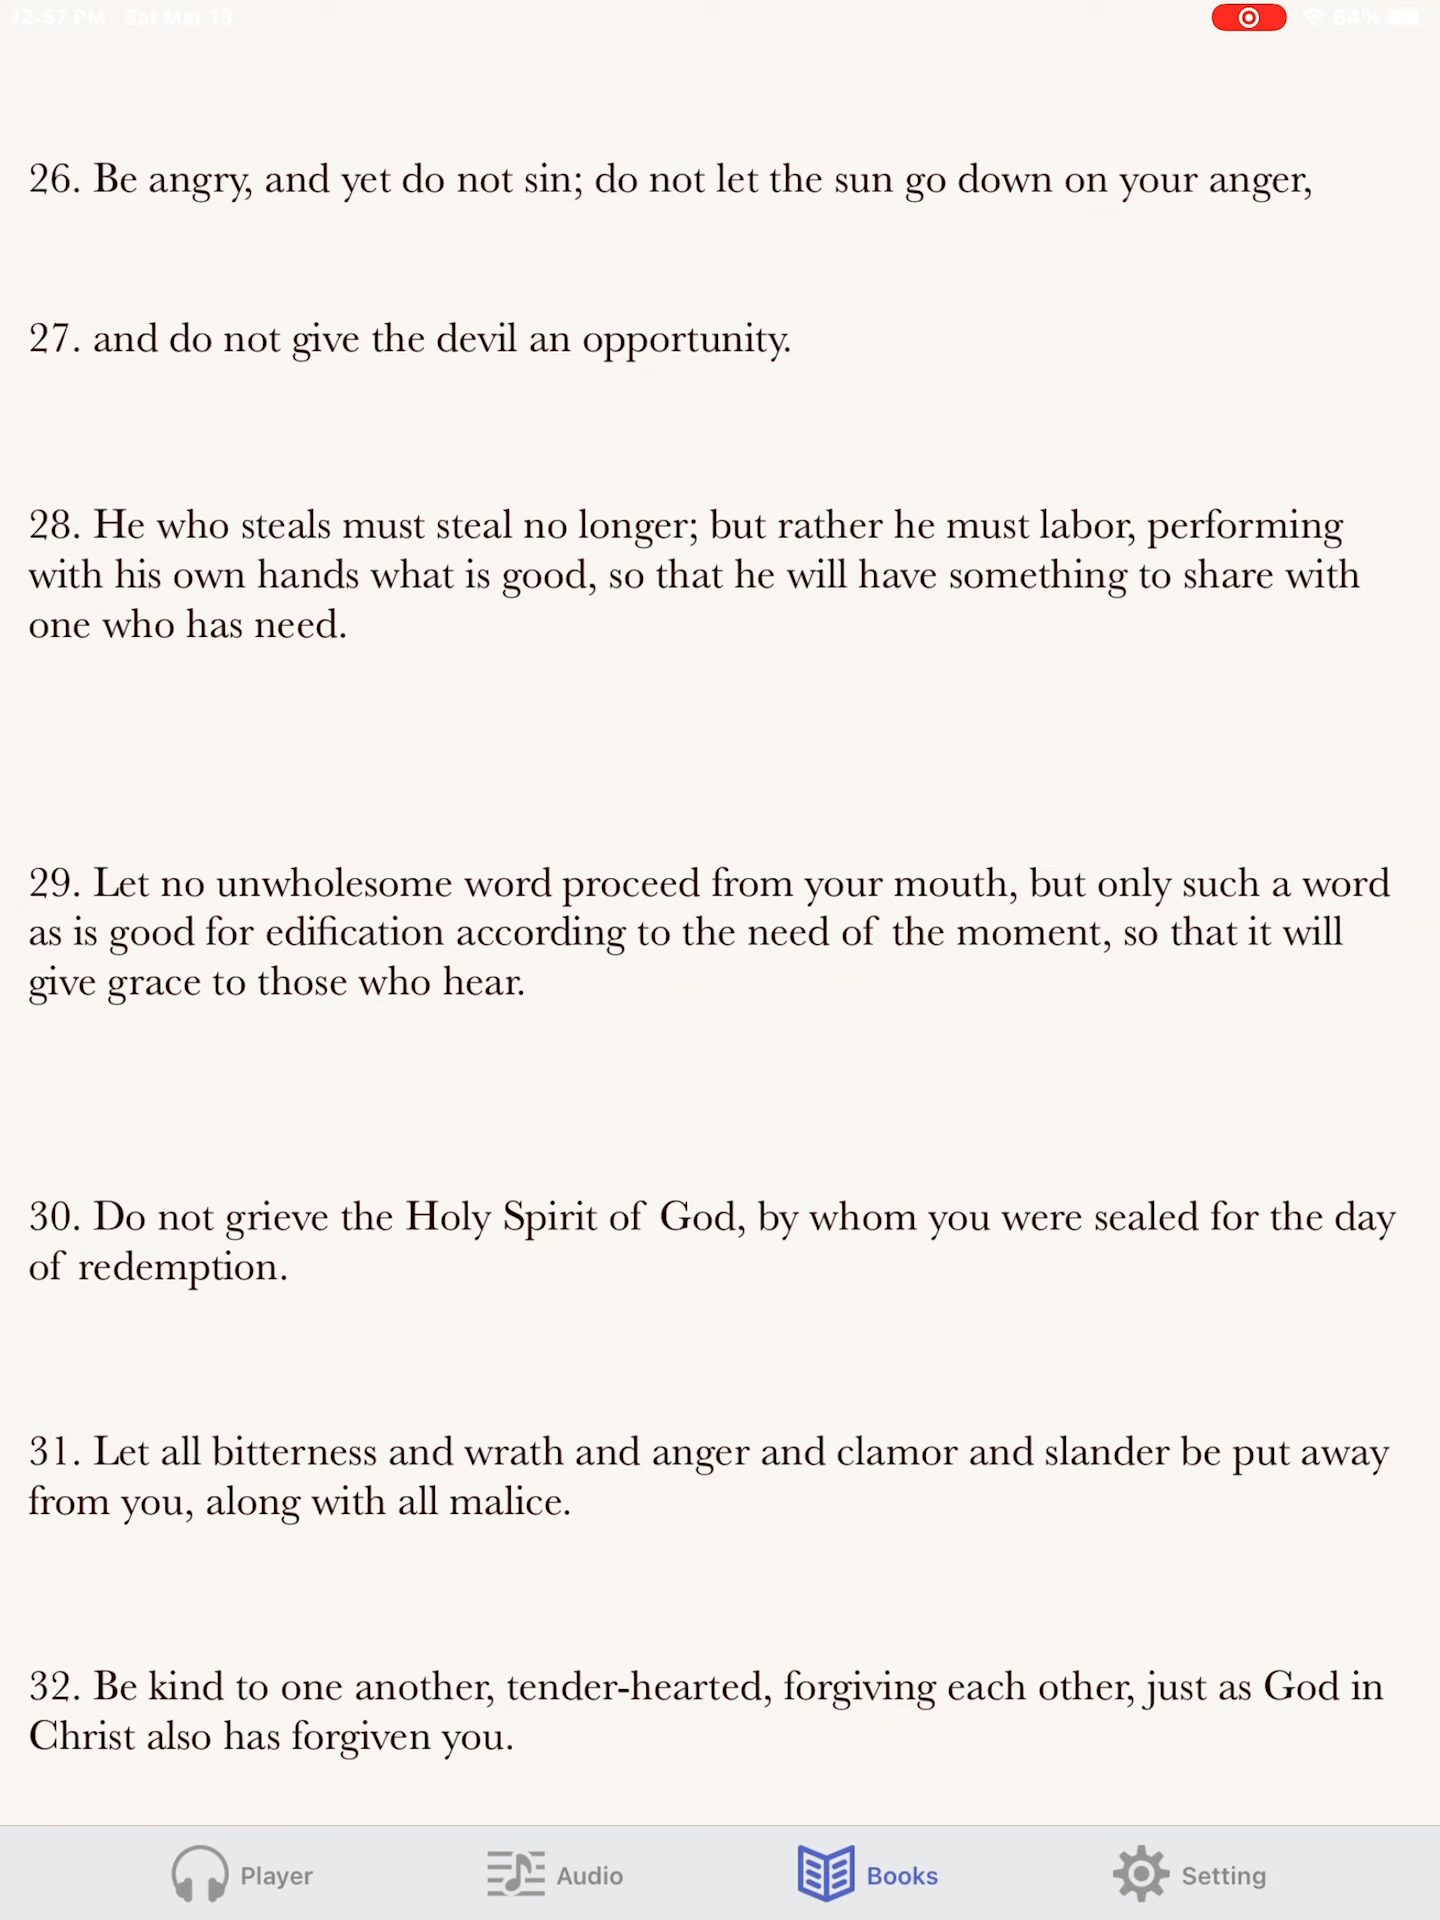 12:57 PM Sat Mar 13
84%
26. Be angry, and yet do not sin; do not let the sun go down on your anger,
27. and do not give the devil an opportunity.
28. He who steals must steal no longer; but rather he must labor, performing
with his own hands what is good, so that he will have something to share with
one who has need.
29. Let no unwholesome word proceed from your mouth, but only such a word
as is good for edification according to the need of the moment, so that it will
give grace to those who hear.
30. Do not grieve the Holy Spirit of God, by whom you were sealed for the day
of redemption.
31. Let all bitterness and wrath and anger and clamor and slander be put away
from you, along with all malice.
32. Be kind to one another, tender-hearted, forgiving each other, just as God in
Christ also has forgiven you.
Player
Audio
Books
Setting